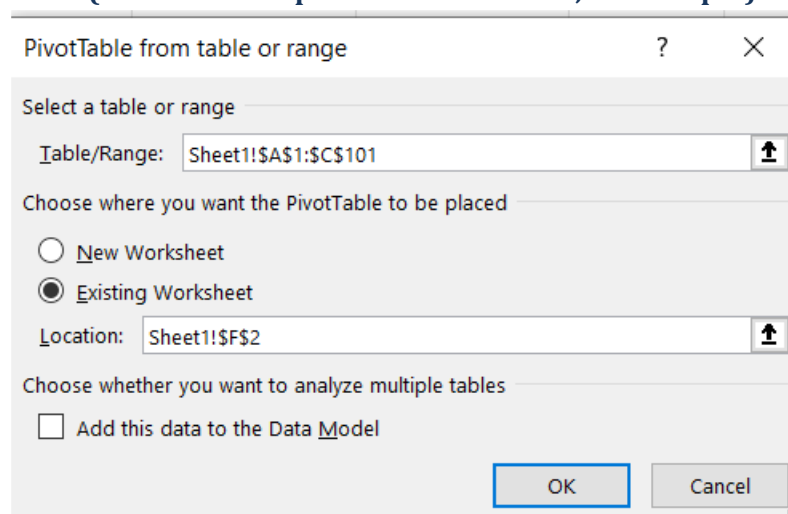 PivotTable from table or range ? ×
Select a table or range
Table/Range: Sheet1!$A$1:$C$101
Choose where you want the PivotTable to be placed
New Worksheet
Existing Worksheet
Location: Sheet1!$F$2
Choose whether you want to analyze multiple tables
Add this data to the Data Model
OK Cancel